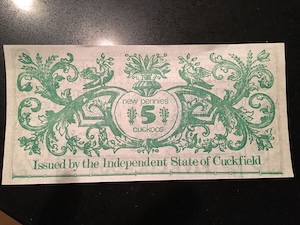 new pennies
5
cuckoos
Issued by the Independent State of Cuckfield